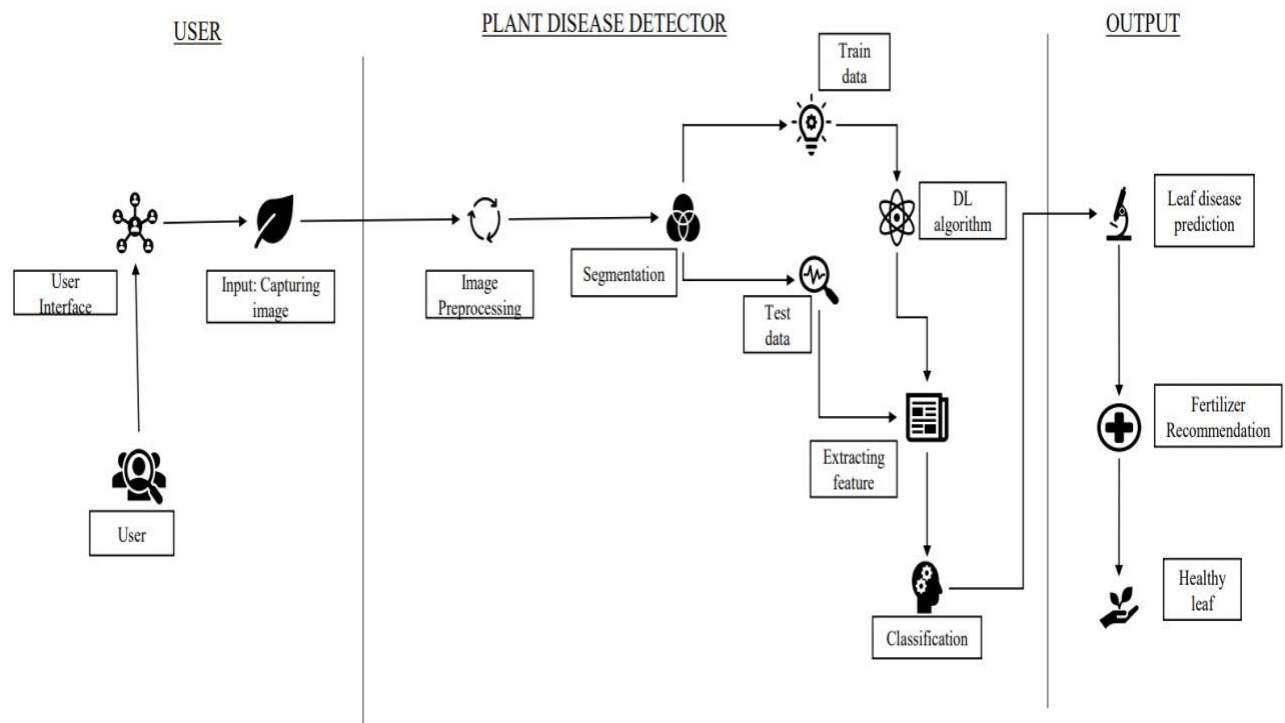 USER
PLANT DISEASE DETECTOR
OUTPUT
Train
data
DL
algorithm
Leaf disease
prediction
User
Interface
Input: Capturing
image
Image
Preprocessing
Segmentation
Test
data
Fertilizer
Recommendation
Extracting
feature
User
Healthy
leaf
Classification